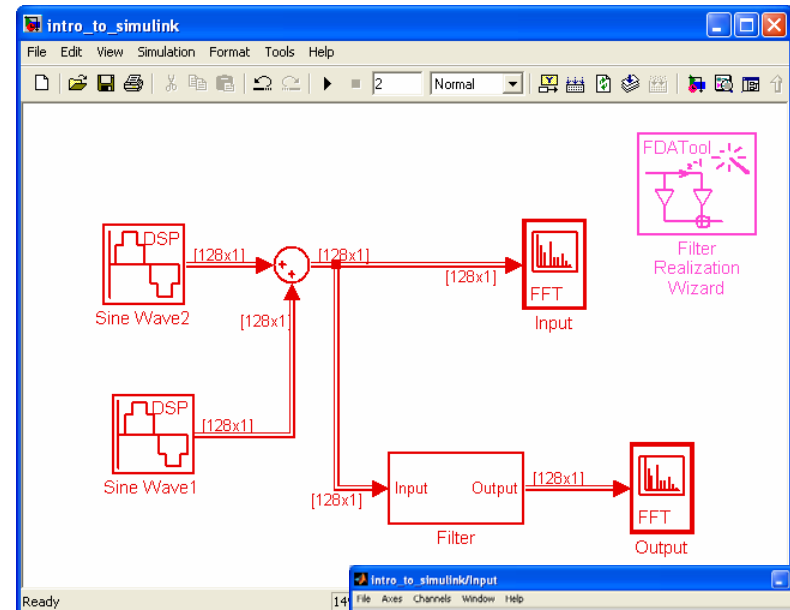 intro_to_simulink
File Edit View Simulation Format Tools Help
2 Normal
FDATool
z-1
Filter
Realization
Wizard
DSP
[128x1]
[128x1]
[128x1]
Sine Wave2
[128x1]
FFT
Input
DSP
[128x1]
Sine Wave1
[128x1]
Input Output
[128x1]
Filter
FFT
Output
Ready
intro_to_simulink/Input
File Axes Channels Window Help